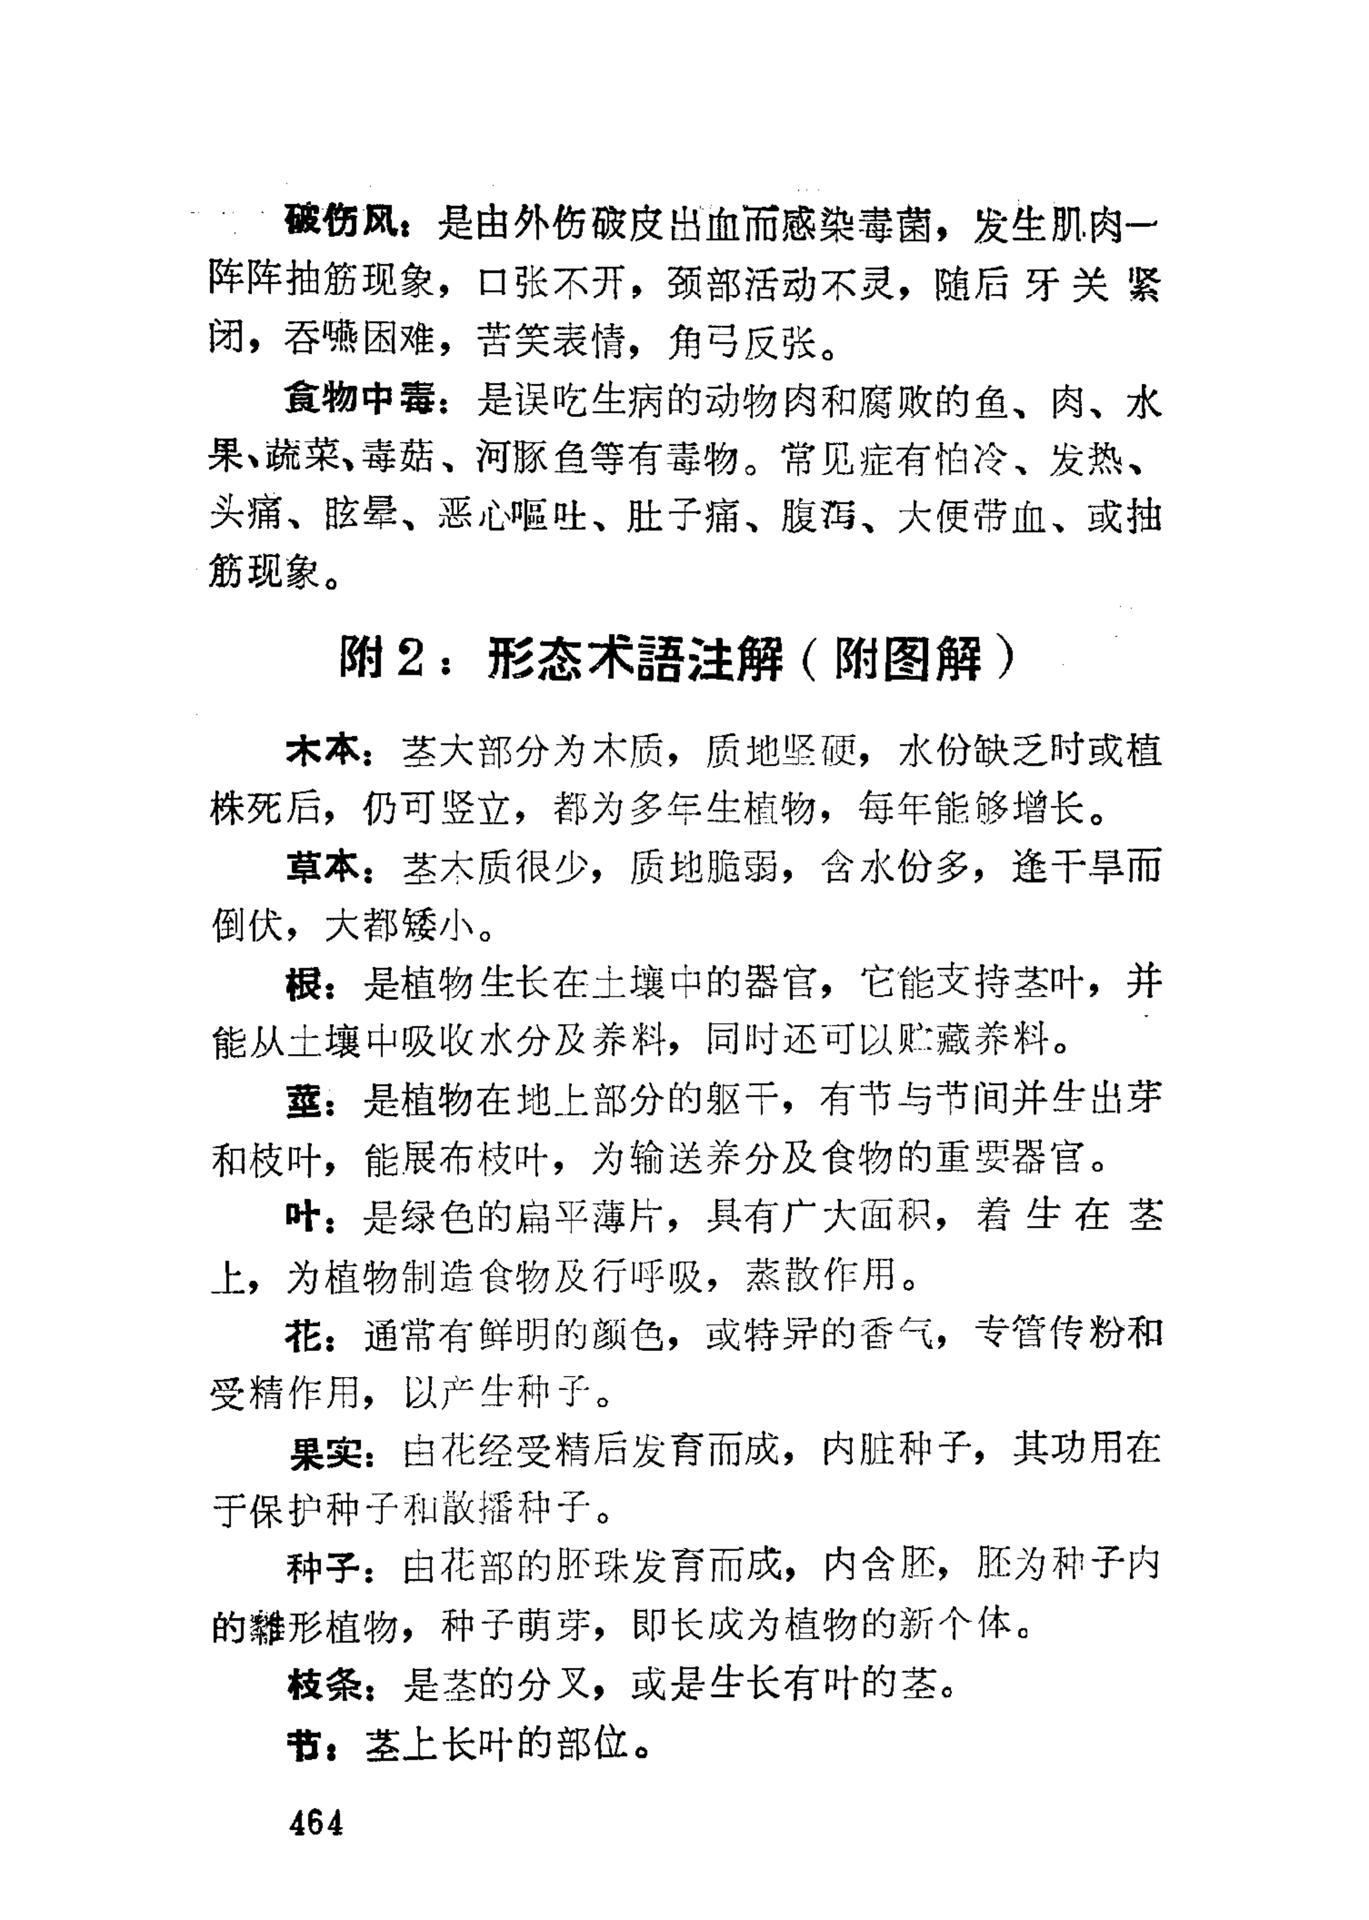 破伤风：是由外伤破皮出血而感染毒菌，发生肌肉一
阵阵抽筋现象，口张不开，颈部活动不灵，随后牙关紧
闭，吞嚥困难，苦笑表情，角弓反张。
食物中毒：是误吃生病的动物肉和腐败的鱼、肉、水
果、蔬菜、毒菇、河豚鱼等有毒物。常见症有怕冷、发热、
头痛、眩晕、恶心嘔吐、肚子痛、腹泻、大便带血、或抽
筋现象。
附2：形态术語注解（附图解）
木本：茎大部分为木质，质地坚硬，水份缺乏时或植
株死后，仍可竖立，都为多年生植物，每年能够增长。
草本：茎木质很少，质地脆弱，含水份多，逢干旱而
倒伏，大都矮小。
根：是植物生长在土壤中的器官，它能支持茎叶，并
能从土壤中吸收水分及养料，同时还可以贮藏养料。
莖：是植物在地上部分的躯干，有节与节间并生出芽
和枝叶，能展布枝叶，为输送养分及食物的重要器官。
叶：是绿色的扁平薄片，具有广大面积，着生在茎
上，为植物制造食物及行呼吸，蒸散作用。
花：通常有鲜明的颜色，或特异的香气，专管传粉和
受精作用，以产生种子。
果实：由花经受精后发育而成，内脏种子，其功用在
于保护种子和散播种子。
种子：由花部的胚珠发育而成，内含胚，胚为种子内
的雛形植物，种子萌芽，即长成为植物的新个体。
枝条：是茎的分叉，或是生长有叶的茎。
节：茎上长叶的部位。
464